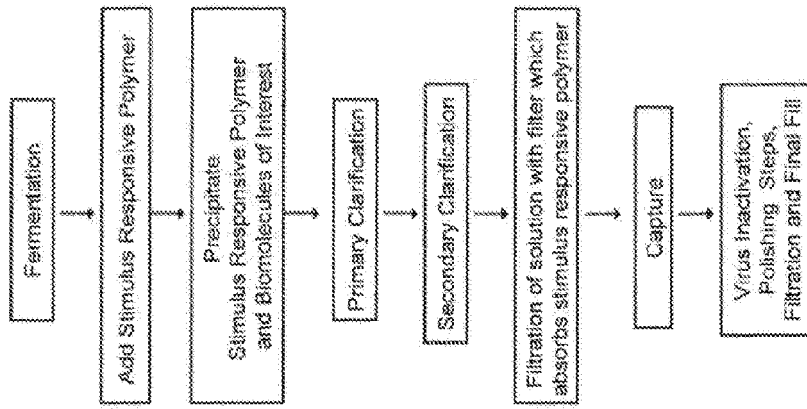 Fermentation
Add Stimulus Responsive Polymer
Precipitate
Stimulus Responsive Polymer
and Biomolecules of Interest
Primary Clarification
Secondary Clarification
Filtration of solution with filter which
absorbs stimulus responsive polymer
Capture
Virus Inactivation,
Polishing Steps,
Filtration and Final Fill